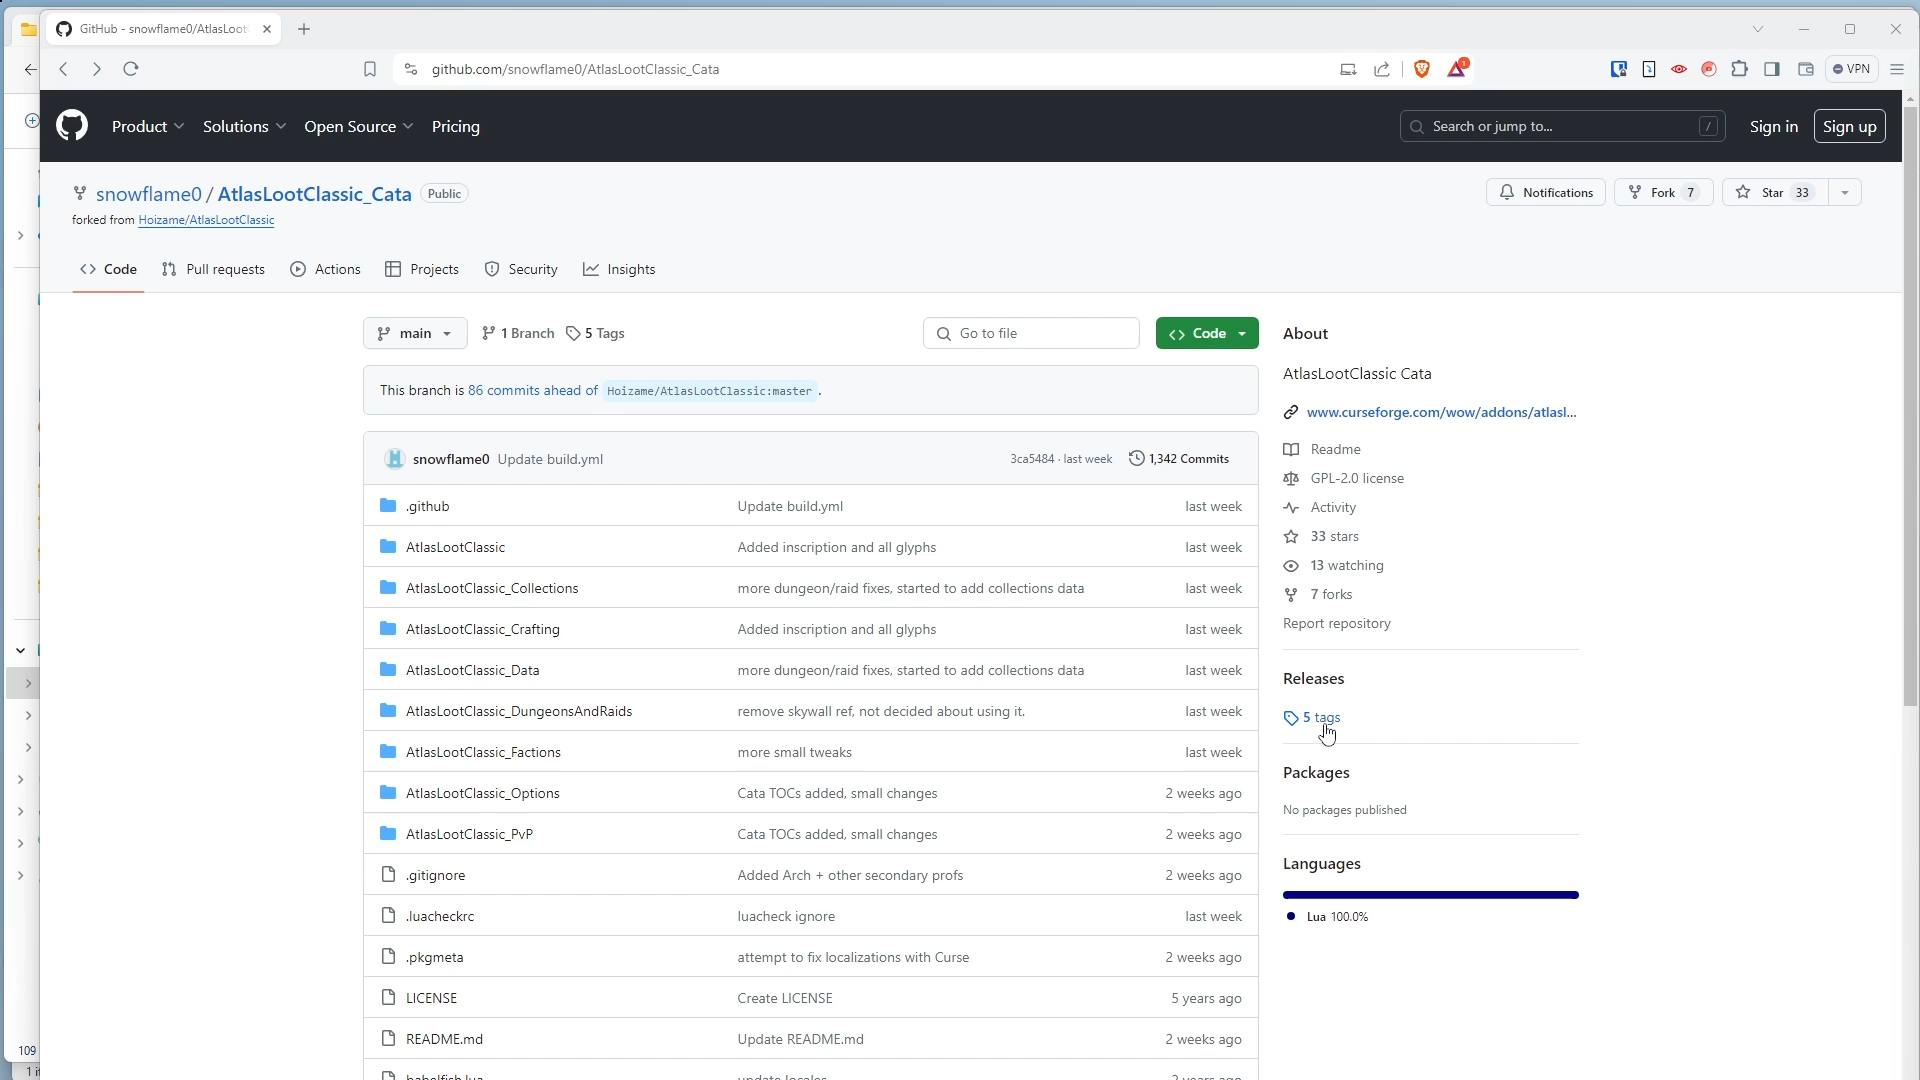 GitHub - snowflame0/AtlasLoot
github.com/snowflame0/AtlasLootClassic_Cata
1
VPN
Product
Solutions
Open Source
Pricing
Search or jump to...
/
Sign in
Sign up
snowflame0 / AtlasLootClassic_Cata
Public
Notifications
Fork 7
Star 33
forked from Hoizame/AtlasLootClassic
Code
Pull requests
Actions
Projects
Security
Insights
main
1 Branch
5 Tags
Go to file
Code
This branch is 86 commits ahead of Hoizame/AtlasLootClassic:master .
snowflame0 Update build.yml
3ca5484 · last week
1,342 Commits
.github
Update build.yml
last week
AtlasLootClassic
Added inscription and all glyphs
last week
AtlasLootClassic_Collections
more dungeon/raid fixes, started to add collections data
last week
AtlasLootClassic_Crafting
Added inscription and all glyphs
last week
AtlasLootClassic_Data
more dungeon/raid fixes, started to add collections data
last week
AtlasLootClassic_DungeonsAndRaids
remove skywall ref, not decided about using it.
last week
AtlasLootClassic_Factions
more small tweaks
last week
AtlasLootClassic_Options
Cata TOCs added, small changes
2 weeks ago
AtlasLootClassic_PvP
Cata TOCs added, small changes
2 weeks ago
.gitignore
Added Arch + other secondary profs
2 weeks ago
.luacheckrc
luacheck ignore
last week
.pkgmeta
attempt to fix localizations with Curse
2 weeks ago
LICENSE
Create LICENSE
5 years ago
README.md
Update README.md
2 weeks ago
babelfish.lua
update locales
2 years ago
About
AtlasLootClassic Cata
www.curseforge.com/wow/addons/atlasl...
Readme
GPL-2.0 license
Activity
33 stars
13 watching
7 forks
Report repository
Releases
5 tags
Packages
No packages published
Languages
Lua 100.0%
109